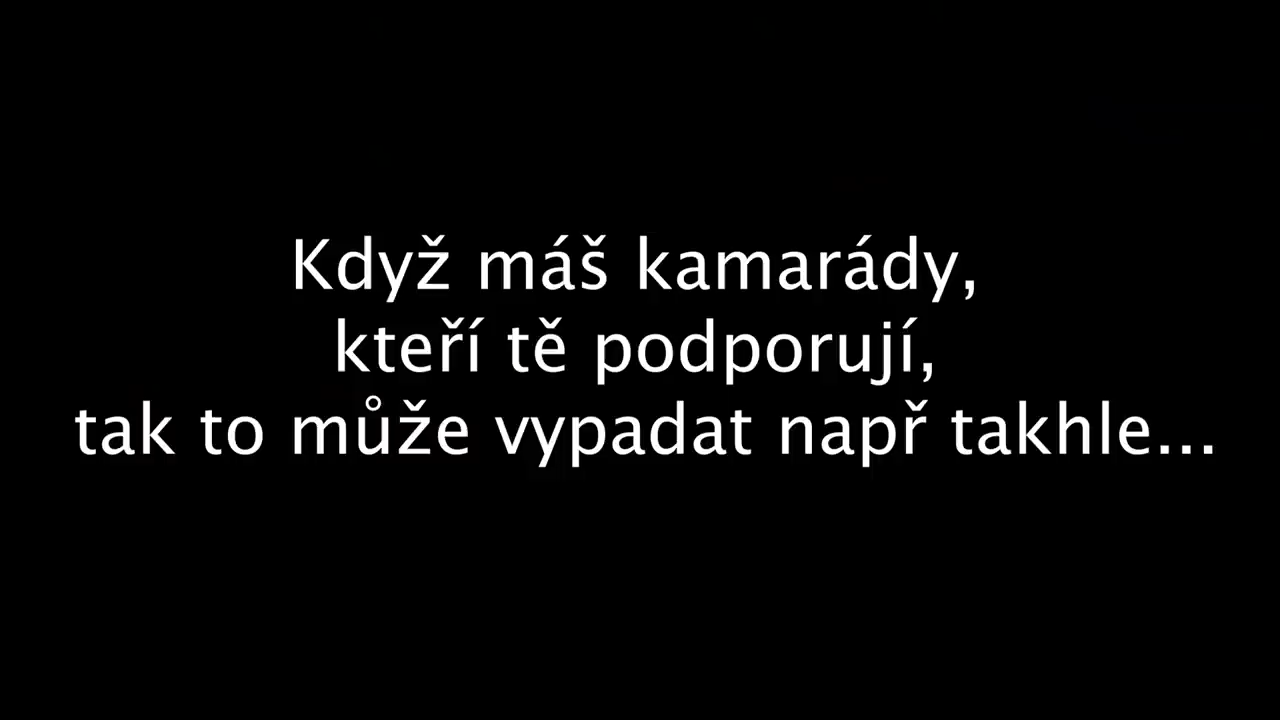 Když máš kamarády,
kteří tě podporují,
tak to může vypadat např takhle...